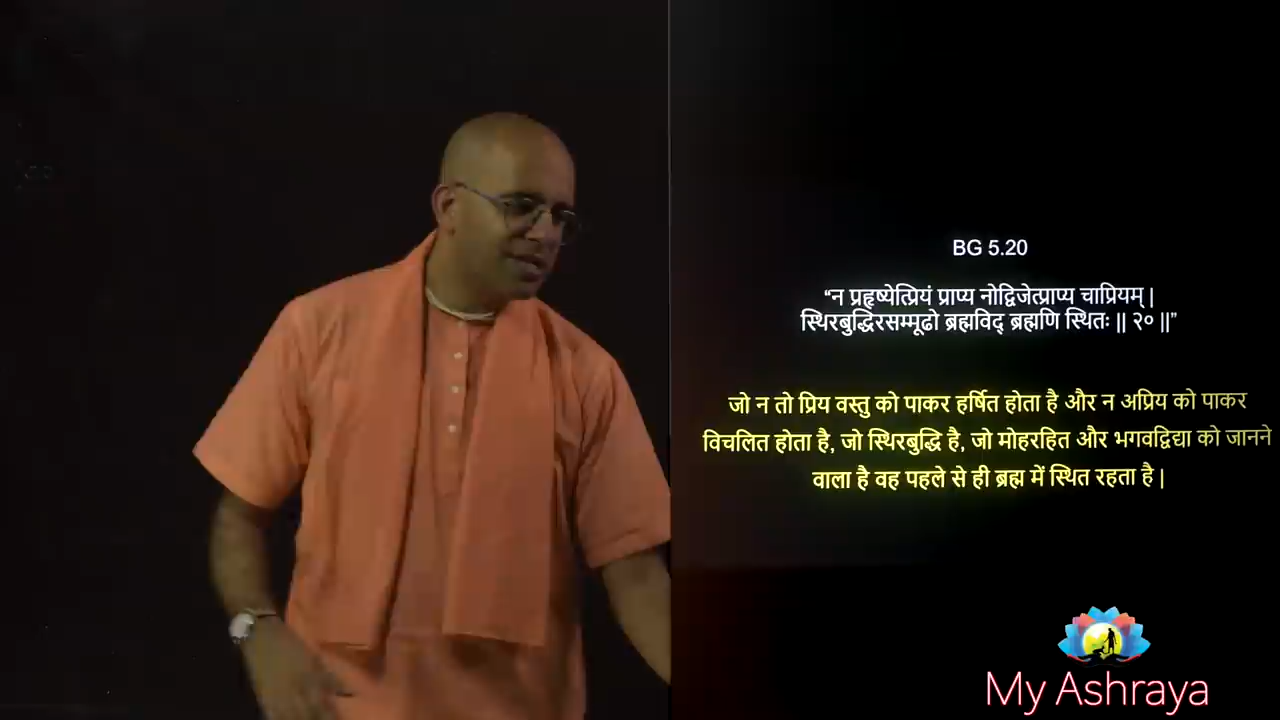 BG 5.20
“न प्रहृष्येत्प्रियं प्राप्य नोद्विजेत्प्राप्य चाप्रियम् |
स्थिरबुद्धिरसम्मूढो ब्रह्मविद् ब्रह्मणि स्थितः || २० ||”
जो न तो प्रिय वस्तु को पाकर हर्षित होता है और न अप्रिय को पाकर
विचलित होता है, जो स्थिरबुद्धि है, जो मोहरहित और भगवद्विद्या को जानने
वाला है वह पहले से ही ब्रह्म में स्थित रहता है |
My Ashraya